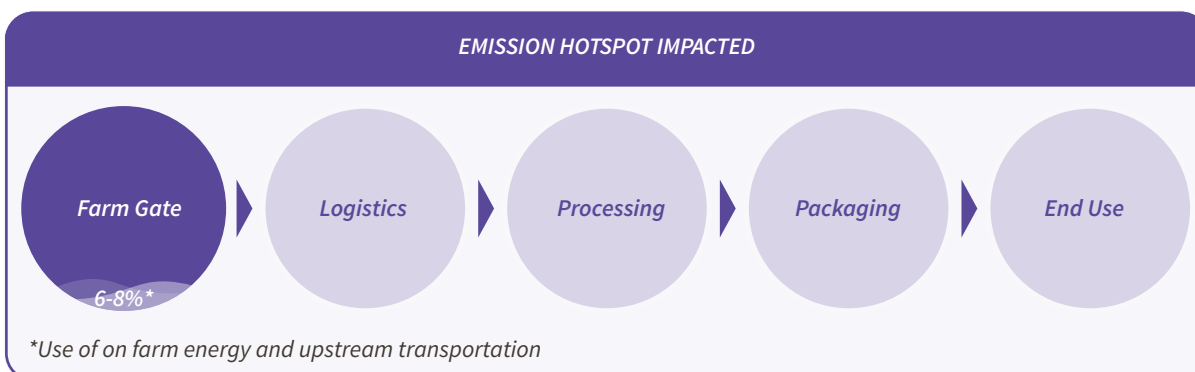 EMISSION HOTSPOT IMPACTED
Farm Gate
Logistics
Processing
Packaging
End Use
6-8%*
*Use of on farm energy and upstream transportation